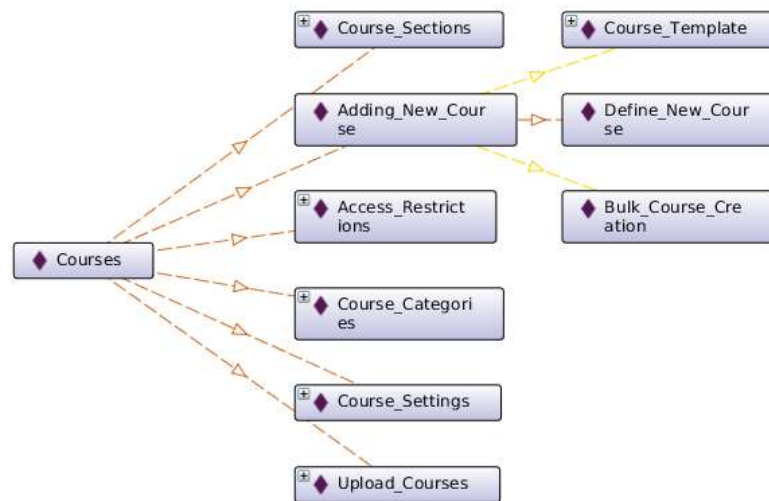 Course_Sections
Course_Template
Adding_New_Cour
se
Define_New_Cour
se
Access_Restrict
ions
Bulk_Course_Cre
ation
Courses
Course_Categori
es
Course_Settings
Upload_Courses